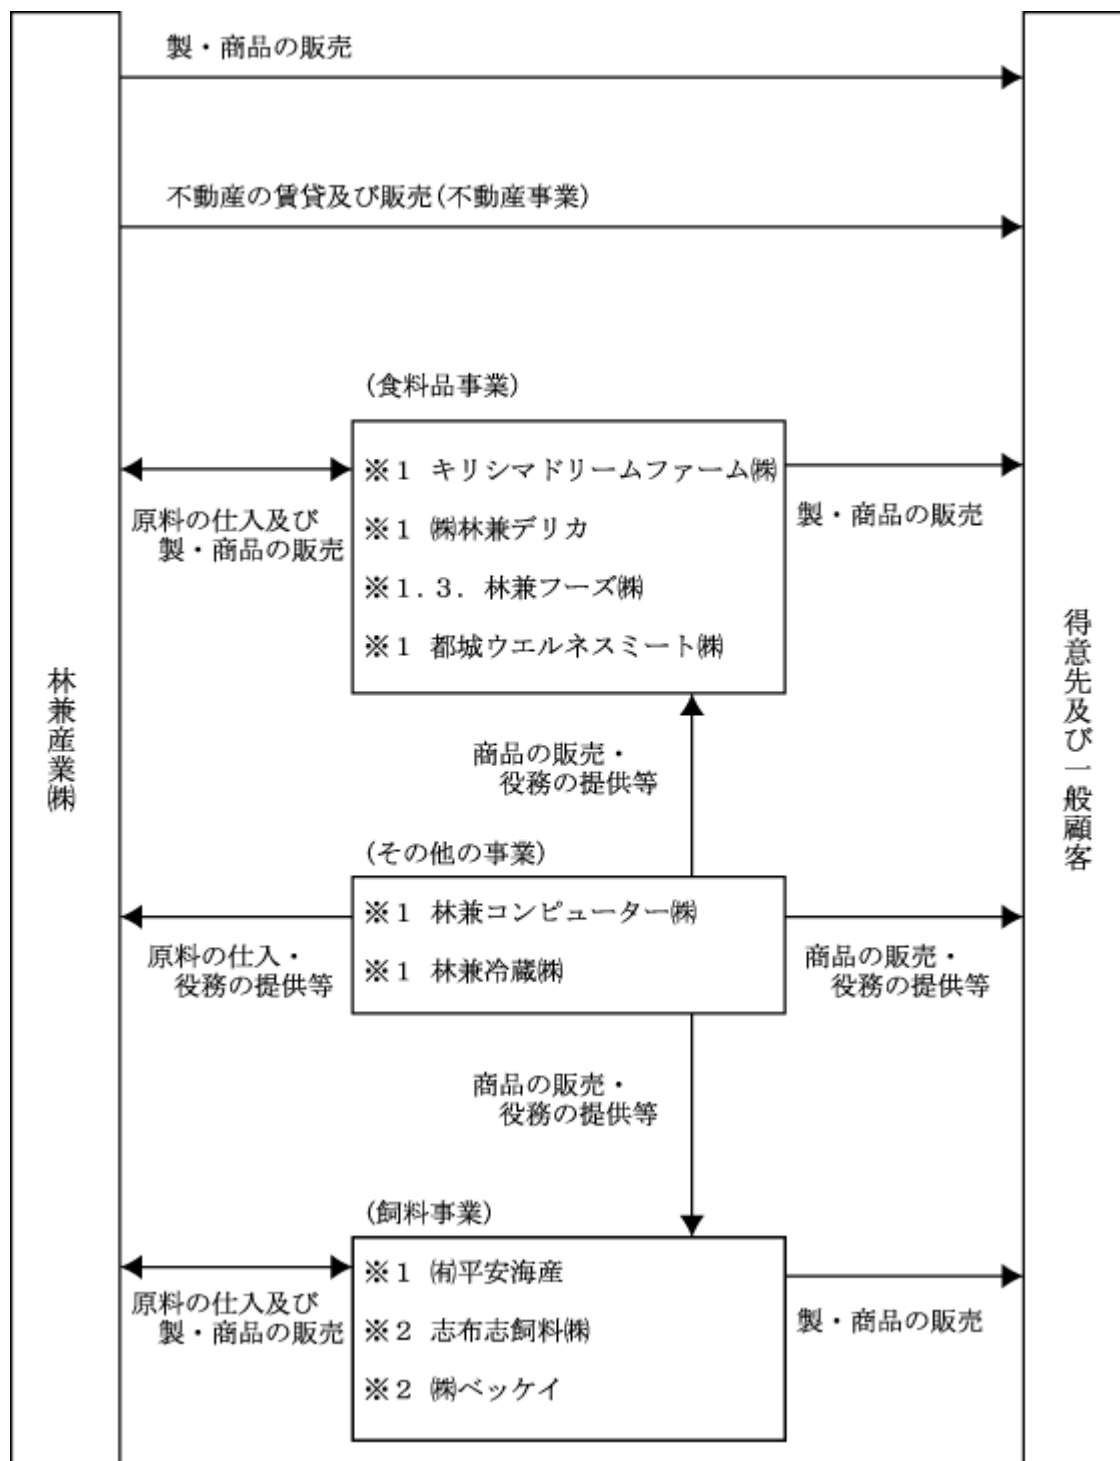 製・商品の販売
不動産の賃貸及び販売(不動産事業)
(食料品事業)
※1 キリシマドリームファーム㈱
※1 ㈱林兼デリカ
※1.3. 林兼フーズ㈱
※1 都城ウエルネスミート㈱
原料の仕入及び
製・商品の販売
製・商品の販売
林兼産業㈱
得意先及び一般顧客
商品の販売・
役務の提供等
(その他の事業)
※1 林兼コンピューター㈱
※1 林兼冷蔵㈱
原料の仕入・
役務の提供等
商品の販売・
役務の提供等
商品の販売・
役務の提供等
(飼料事業)
※1 ㈲平安海産
※2 志布志飼料㈱
※2 ㈱ベッケイ
原料の仕入及び
製・商品の販売
製・商品の販売